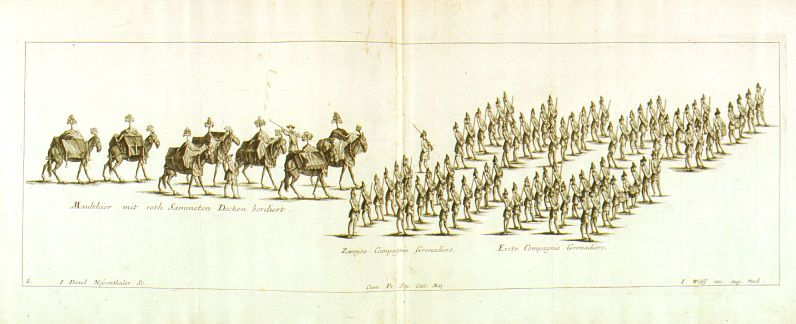 Maulthier mit roth Sammeten Decken bordiert.
Zweyte Compagnie Grenadiers.
Erste Compagnie Grenadiers.
2. I. David Nessenthaler Sc. Cum Pr. Sac. Caes. Maj. I. Wolff exc. Aug. Vind.